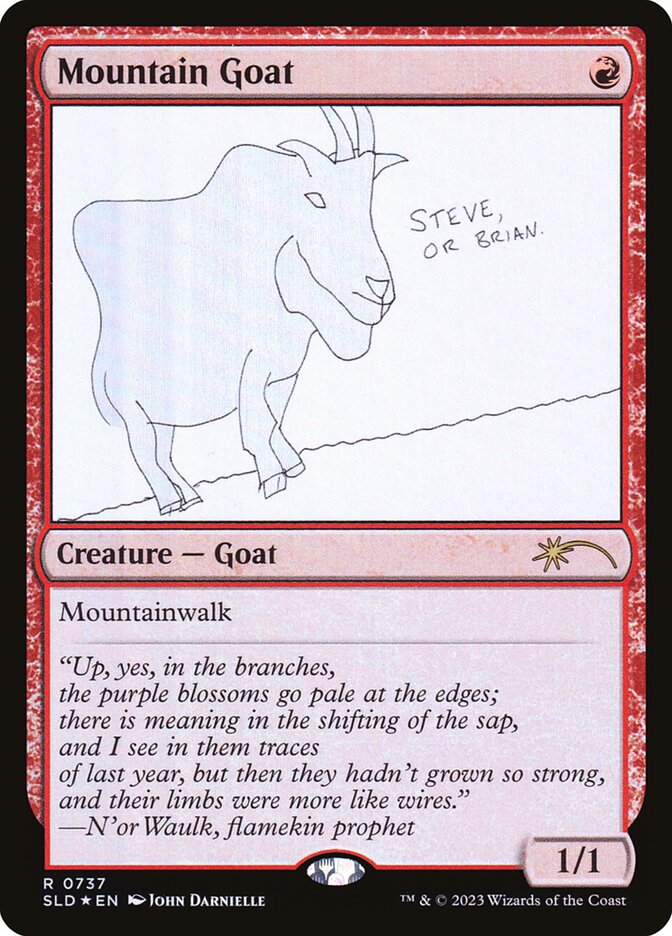 Mountain Goat
STEVE,
OR BRIAN.
Creature — Goat
Mountainwalk
“Up, yes, in the branches,
the purple blossoms go pale at the edges;
there is meaning in the shifting of the sap,
and I see in them traces
of last year, but then they hadn’t grown so strong,
and their limbs were more like wires.”
—N’or Waulk, flamekin prophet
1/1
R 0737
SLD ★ EN John Darnielle
™ & © 2023 Wizards of the Coast